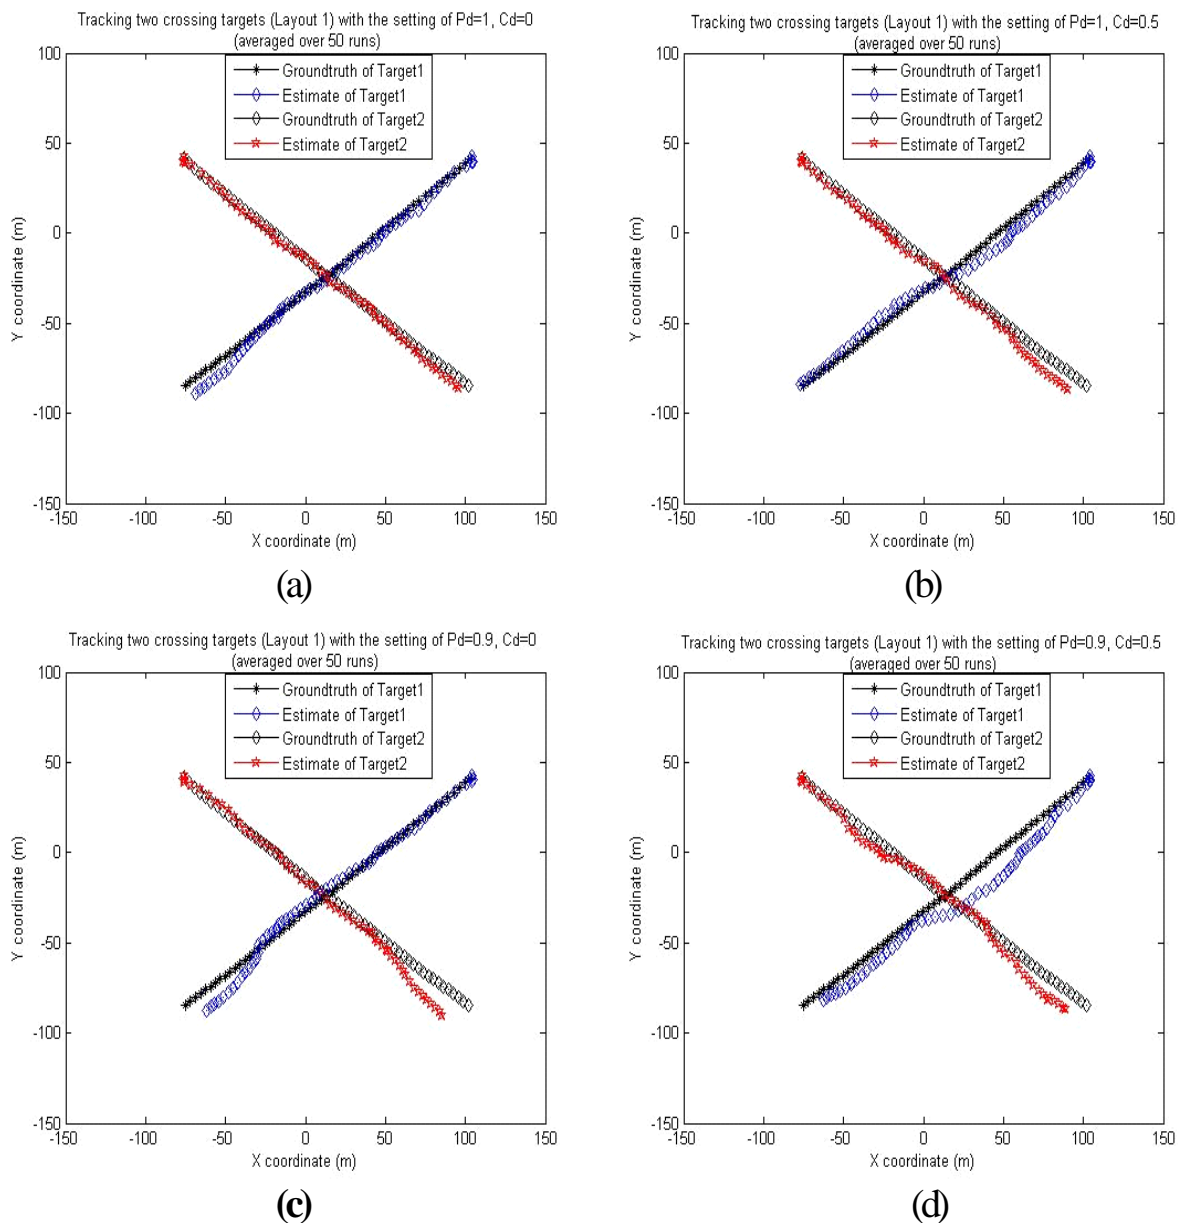 Tracking two crossing targets (Layout 1) with the setting of Pd=1, Cd=0
(averaged over 50 runs)
Groundtruth of Target1
Estimate of Target1
Groundtruth of Target2
Estimate of Target2
100
50
0
-50
-100
-150
Y coordinate (m)
-150
-100
-50
0
50
100
150
X coordinate (m)
(a)
Tracking two crossing targets (Layout 1) with the setting of Pd=1, Cd=0.5
(averaged over 50 runs)
Groundtruth of Target1
Estimate of Target1
Groundtruth of Target2
Estimate of Target2
100
50
0
-50
-100
-150
Y coordinate (m)
-150
-100
-50
0
50
100
150
X coordinate (m)
(b)
Tracking two crossing targets (Layout 1) with the setting of Pd=0.9, Cd=0
(averaged over 50 runs)
Groundtruth of Target1
Estimate of Target1
Groundtruth of Target2
Estimate of Target2
100
50
0
-50
-100
-150
Y coordinate (m)
-150
-100
-50
0
50
100
150
X coordinate (m)
(c)
Tracking two crossing targets (Layout 1) with the setting of Pd=0.9, Cd=0.5
(averaged over 50 runs)
Groundtruth of Target1
Estimate of Target1
Groundtruth of Target2
Estimate of Target2
100
50
0
-50
-100
-150
Y coordinate (m)
-150
-100
-50
0
50
100
150
X coordinate (m)
(d)